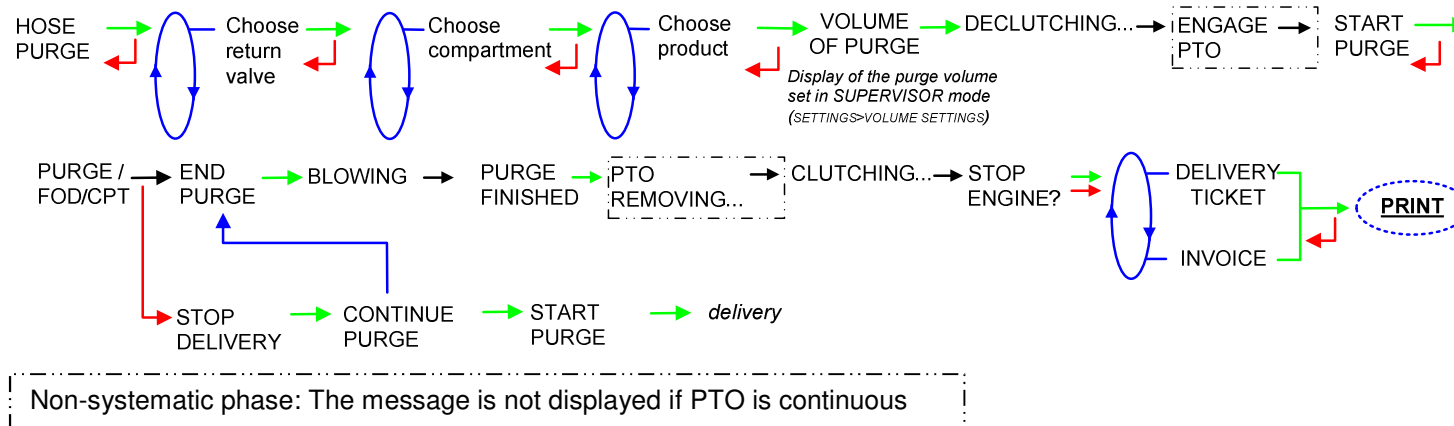 HOSE
PURGE
Choose
return
valve
Choose
compartment
Choose
product
VOLUME
OF PURGE
Display of the purge volume
set in SUPERVISOR mode
(SETTINGS>VOLUME SETTINGS)
DECLUTCHING...
ENGAGE
PTO
START
PURGE
PURGE /
FOD/CPT
END
PURGE
BLOWING
PURGE
FINISHED
PTO
REMOVING...
CLUTCHING...
STOP
ENGINE?
DELIVERY
TICKET
INVOICE
PRINT
STOP
DELIVERY
CONTINUE
PURGE
START
PURGE
delivery
Non-systematic phase: The message is not displayed if PTO is continuous